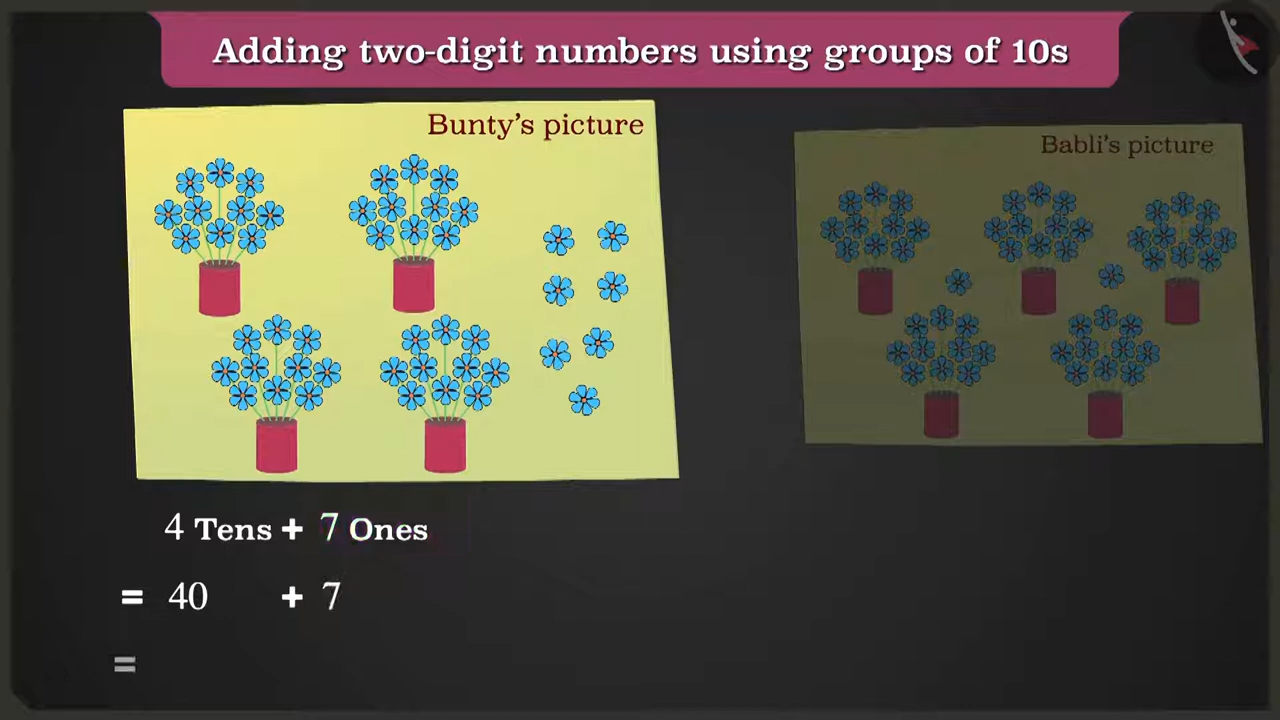 Adding two-digit numbers using groups of 10s
Bunty's picture
Babli's picture
4 Tens + 7 Ones
= 40 + 7
=